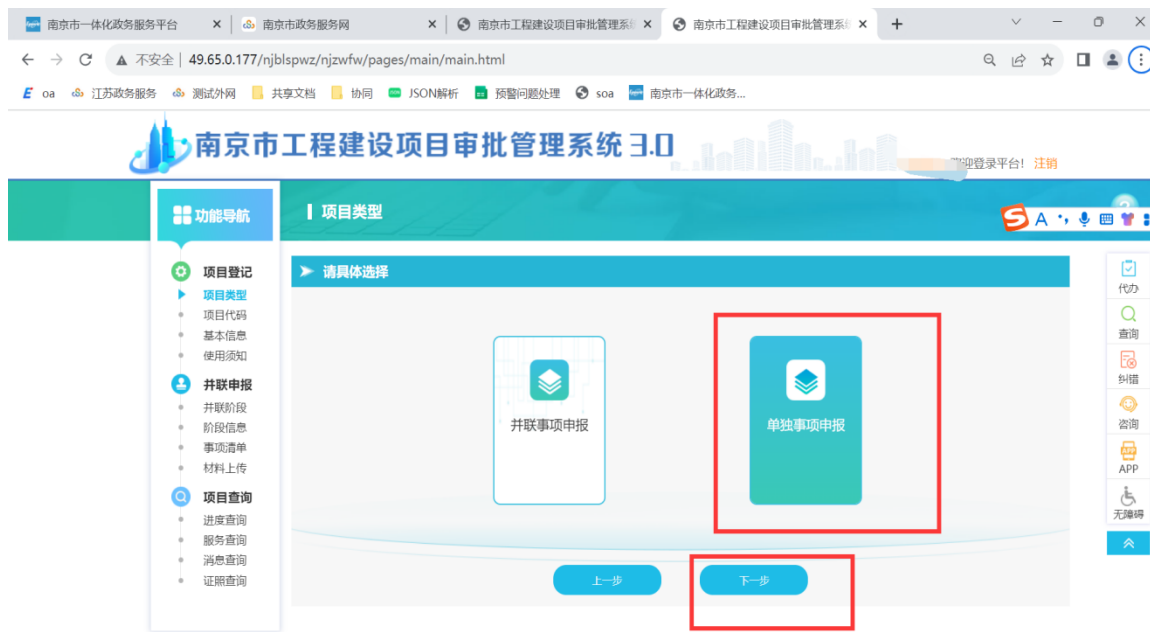 南京市一体化政务服务平台
南京市政务服务网
南京市工程建设项目审批管理系
南京市工程建设项目审批管理系
不安全 49.65.0.177/njblspwz/njzwfw/pages/main/main.html
oa 江苏政务服务 测试外网 共享文档 协同 JSON解析 预警问题处理 soa 南京市一体化政务...
南京市工程建设项目审批管理系统 3.0
迎登录平台! 注销
功能导航
项目类型
A
项目登记
项目类型
项目代码
基本信息
使用须知
并联申报
并联阶段
阶段信息
事项清单
材料上传
项目查询
进度查询
服务查询
消息查询
证照查询
请具体选择
并联事项申报
单独事项申报
上一步
下一步
代办
查询
纠错
咨询
APP
APP
无障碍